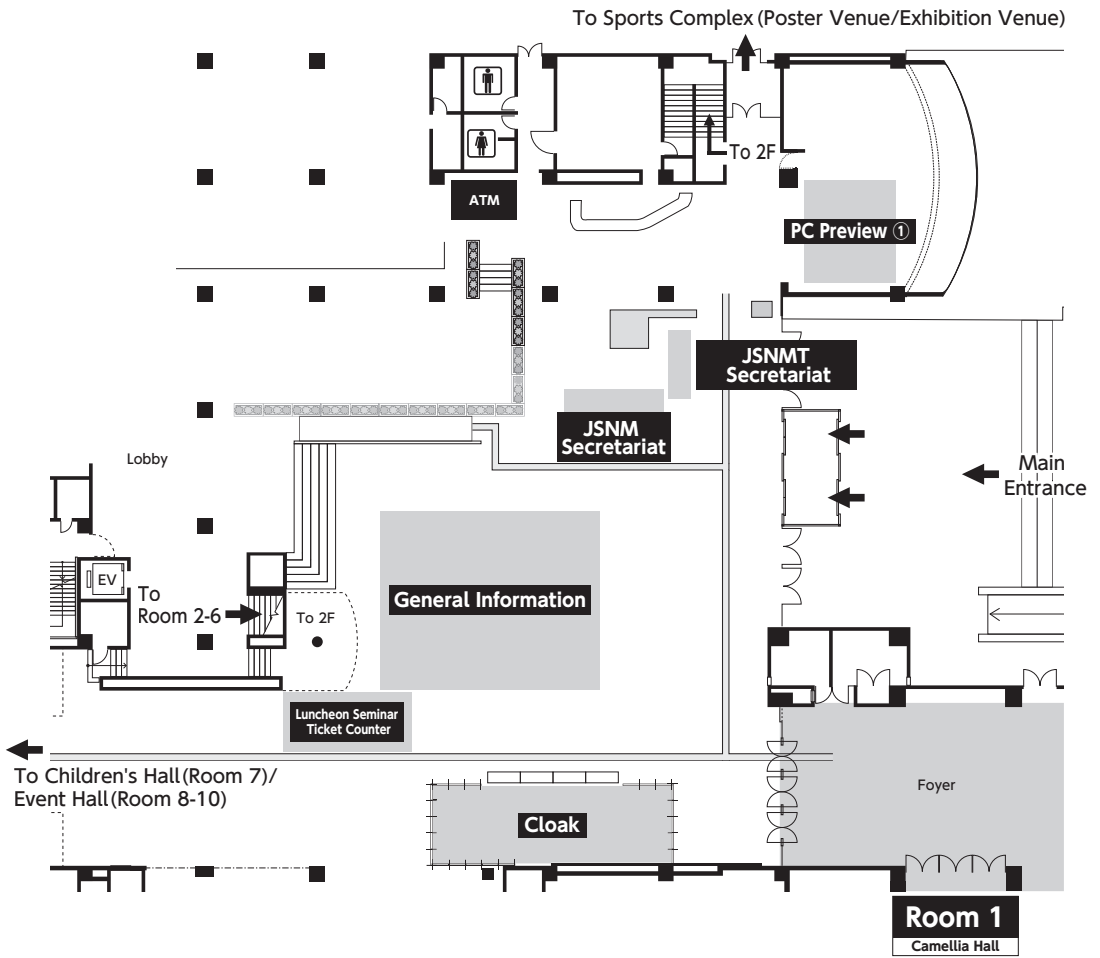 To Sports Complex (Poster Venue/Exhibition Venue)
To 2F
ATM
PC Preview ①
JSNMT
Secretariat
JSNM
Secretariat
Lobby
Main
Entrance
EV
To
Room 2-6
To 2F
General Information
Luncheon Seminar
Ticket Counter
To Children's Hall (Room 7)/
Event Hall (Room 8-10)
Foyer
Cloak
Room 1
Camellia Hall